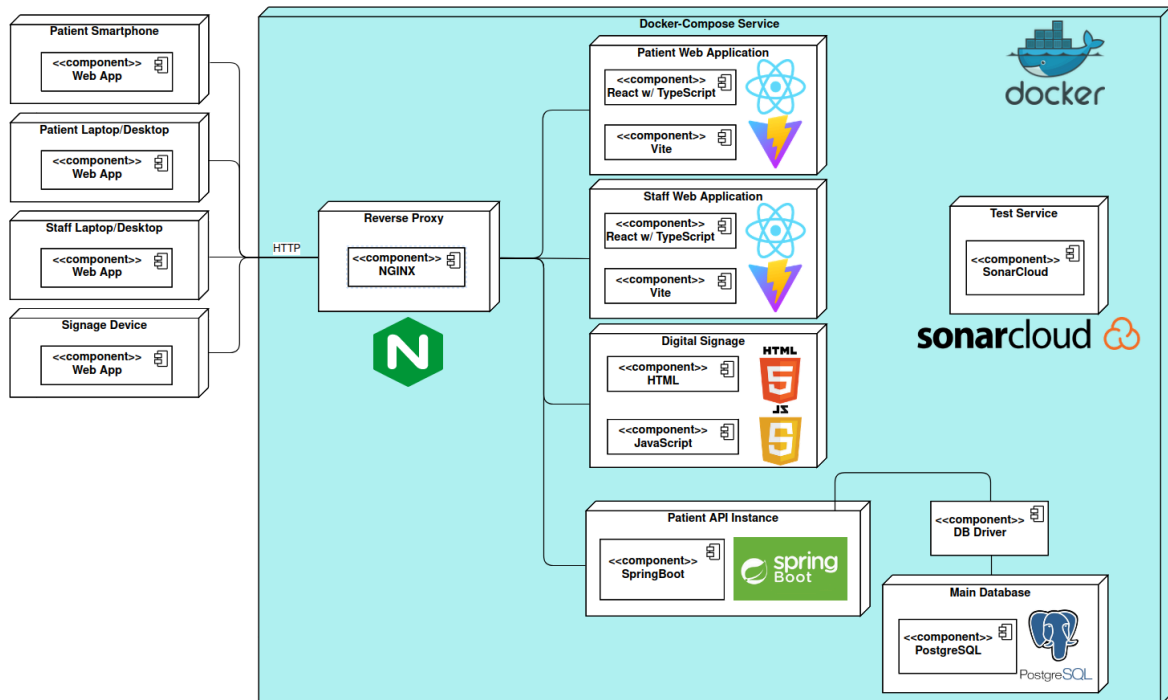 Patient Smartphone
<<component>>
Web App
Patient Laptop/Desktop
<<component>>
Web App
Staff Laptop/Desktop
<<component>>
Web App
Signage Device
<<component>>
Web App
HTTP
Docker-Compose Service
docker
Reverse Proxy
<<component>>
NGINX
N
Patient Web Application
<<component>>
React w/ TypeScript
<<component>>
Vite
Staff Web Application
<<component>>
React w/ TypeScript
<<component>>
Vite
Digital Signage
<<component>>
HTML
HTML
5
<<component>>
JavaScript
JS
5
Patient API Instance
<<component>>
SpringBoot
spring
Boot
Test Service
<<component>>
SonarCloud
sonarcloud
<<component>>
DB Driver
Main Database
<<component>>
PostgreSQL
PostgreSQL